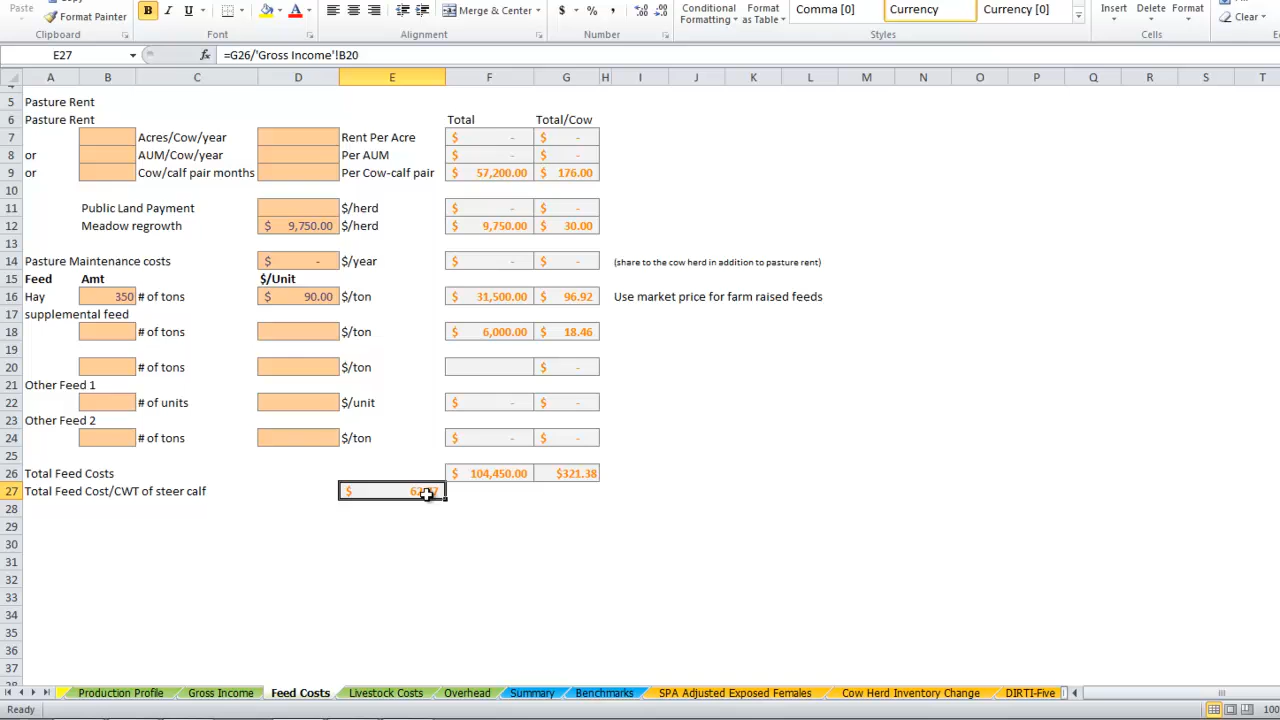 Paste Copy Format Painter Merge & Center $ % , Conditional Formatting Format as Table Comma [0] Currency Currency [0] Insert Delete Format Fill Clear
B I U A
Clipboard Font Alignment Number Styles Cells
E27 fx =G26/'Gross Income'!B20
A B C D E F G H I J K L M N O P Q R S T
5 Pasture Rent
6 Pasture Rent Total Total/Cow
7 Acres/Cow/year Rent Per Acre $ - $ -
8 or AUM/Cow/year Per AUM $ - $ -
9 or Cow/calf pair months Per Cow-calf pair $ 57,200.00 $ 176.00
10
11 Public Land Payment $/herd $ - $ -
12 Meadow regrowth $ 9,750.00 $/herd $ 9,750.00 $ 30.00
13
14 Pasture Maintenance costs $ - $/year $ - $ - (share to the cow herd in addition to pasture rent)
15 Feed Amt $/Unit
16 Hay 350 # of tons $ 90.00 $/ton $ 31,500.00 $ 96.92 Use market price for farm raised feeds
17 supplemental feed
18 # of tons $/ton $ 6,000.00 $ 18.46
19
20 # of tons $/ton $ -
21 Other Feed 1
22 # of units $/unit $ - $ -
23 Other Feed 2
24 # of tons $/ton $ - $ -
25
26 Total Feed Costs $ 104,450.00 $321.38
27 Total Feed Cost/CWT of steer calf $
28
29
30
31
32
33
34
35
36
37
38
Production Profile Gross Income Feed Costs Livestock Costs Overhead Summary Benchmarks SPA Adjusted Exposed Females Cow Herd Inventory Change DIRTI-Five
Ready 100